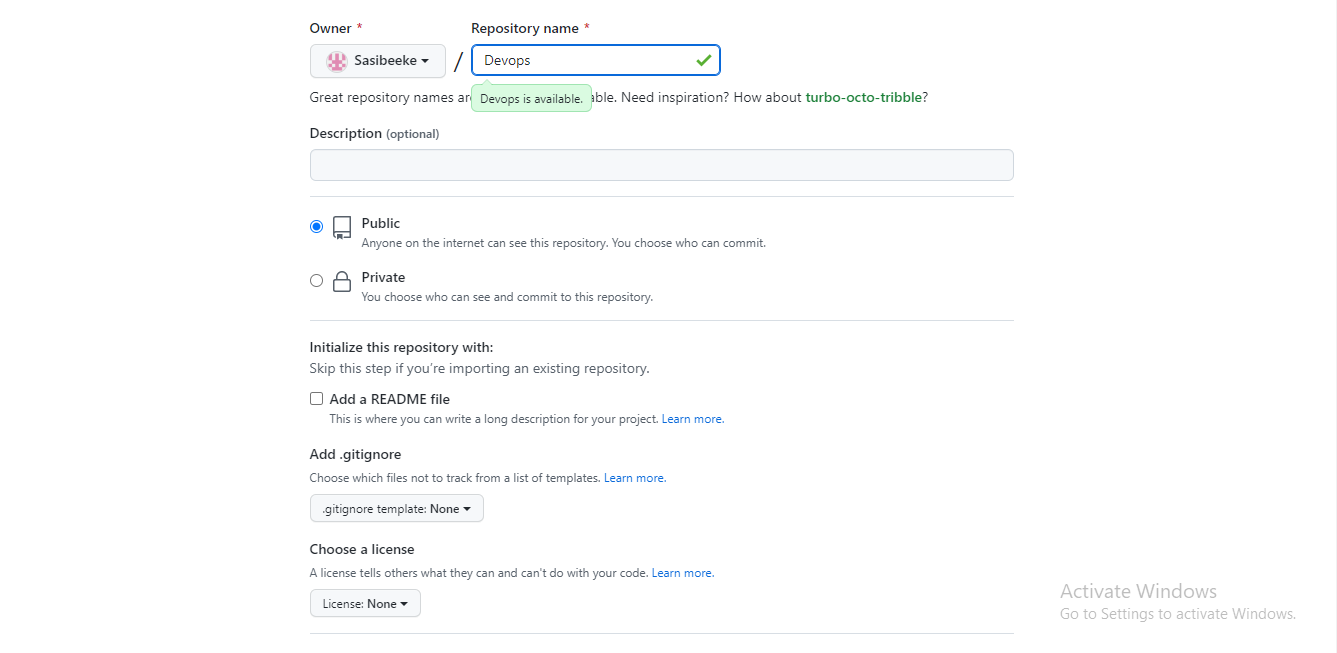 Owner *
Repository name *
Sasibeeke
/
Devops
Great repository names ar
Devops is available.
ble. Need inspiration? How about turbo-octo-tribble?
Description (optional)
Public
Anyone on the internet can see this repository. You choose who can commit.
Private
You choose who can see and commit to this repository.
Initialize this repository with:
Skip this step if you're importing an existing repository.
Add a README file
This is where you can write a long description for your project. Learn more.
Add .gitignore
Choose which files not to track from a list of templates. Learn more.
.gitignore template: None
Choose a license
A license tells others what they can and can't do with your code. Learn more.
License: None
Activate Windows
Go to Settings to activate Windows.